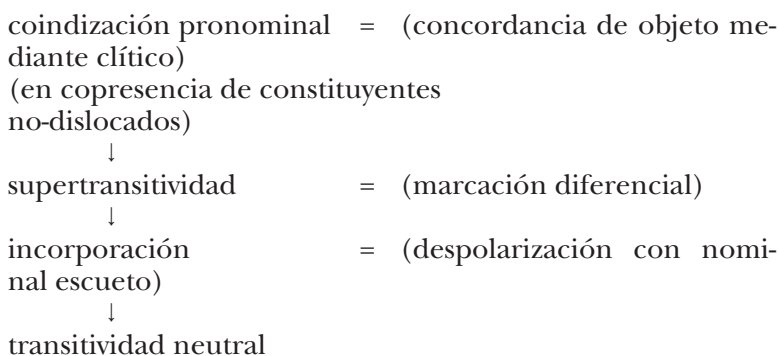 coindización pronominal = (concordancia de objeto me-
diante clítico)
(en copresencia de constituyentes
no-dislocados)
↓
supertransitividad = (marcación diferencial)
↓
incorporación = (despolarización con nomi-
nal escueto)
↓
transitividad neutral